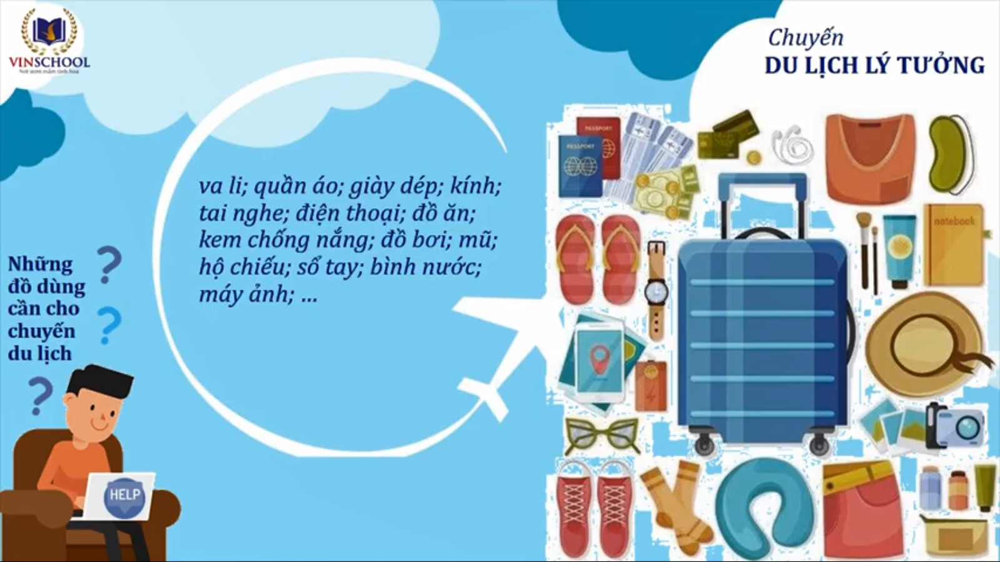 VINSCHOOL
Nơi ươm mầm tinh hoa
Chuyến
DU LỊCH LÝ TƯỞNG
va li; quần áo; giày dép; kính;
tai nghe; điện thoại; đồ ăn;
kem chống nắng; đồ bơi; mũ;
hộ chiếu; sổ tay; bình nước;
máy ảnh; ...
Những
đồ dùng
cần cho
chuyến
du lịch
?
?
?
HELP
PASSPORT
PASSPORT
notebook